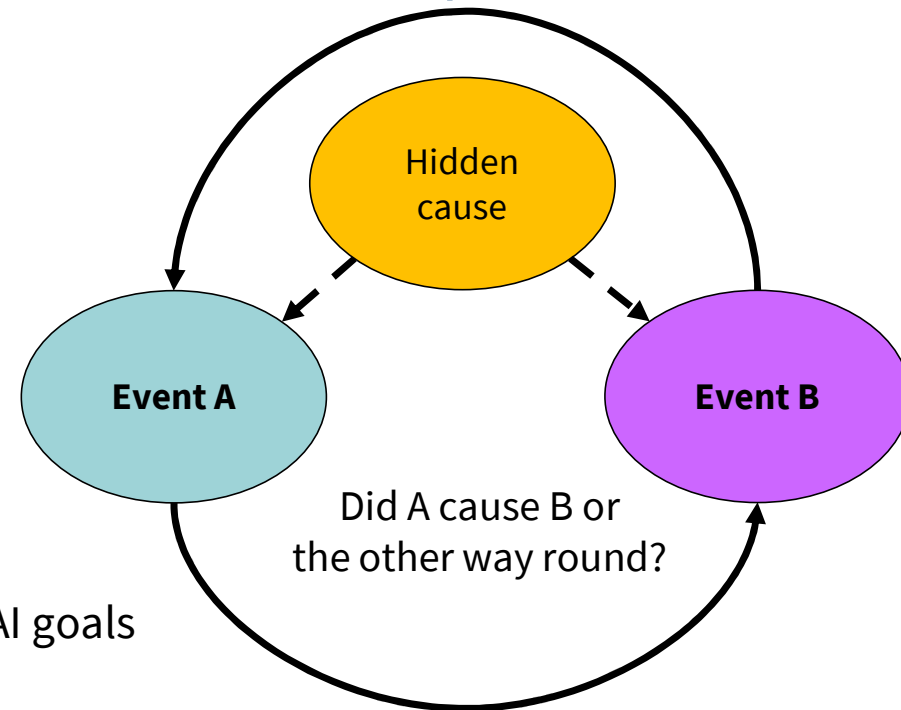 Hidden
cause
Event A
Event B
Did A cause B or
the other way round?
AI goals